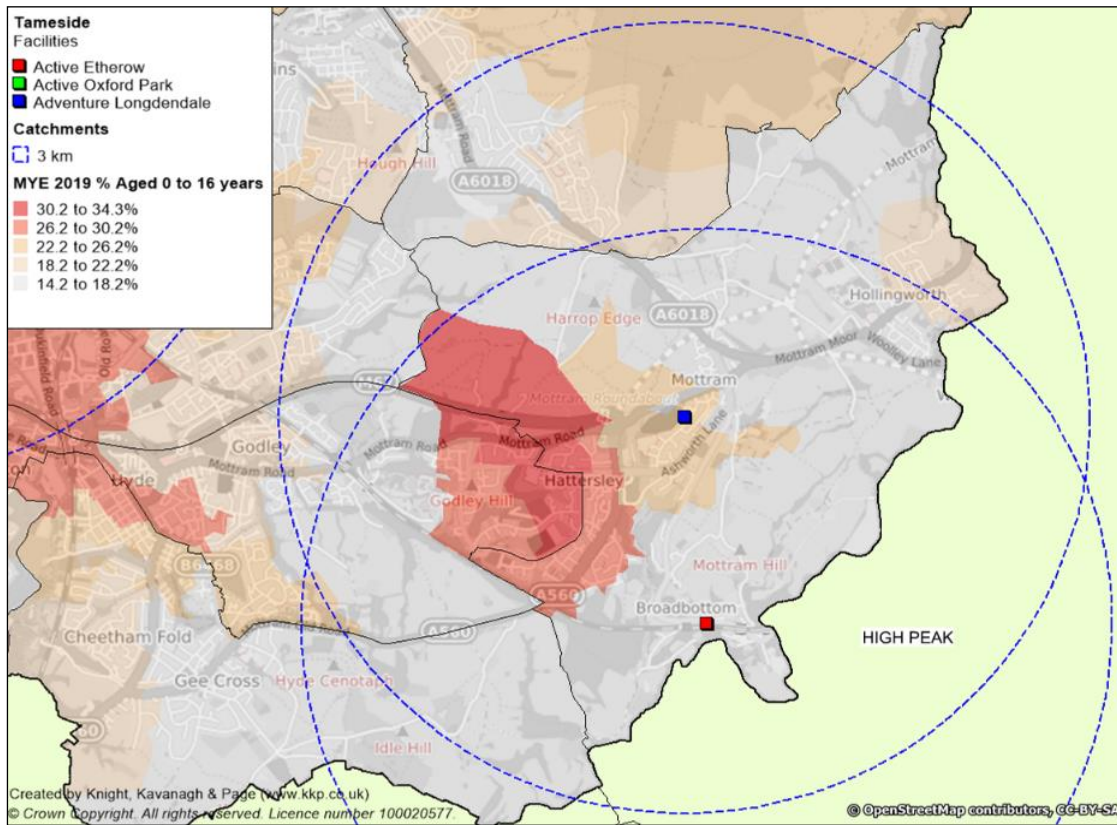 Tameside
Facilities
Active Etherow
Active Oxford Park
Adventure Longdendale
Catchments
3 km
MYE 2019 % Aged 0 to 16 years
30.2 to 34.3%
26.2 to 30.2%
22.2 to 26.2%
18.2 to 22.2%
14.2 to 18.2%
Mottram Road
Hough Hill
A6018
Mottram
Hollingworth
Harrop Edge
A6018
Mottram Moor
Woolley Lane
Old Road
Mottram
Mottram Roundabout
Ashworth Lane
Godley
Mottram Road
Mottram Road
Mottram Road
Hyde
Hattersley
Godley Hill
Mottram Hill
A560
Broadbottom
A560
Cheetham Fold
Gee Cross
Hyde Cenotaph
Idle Hill
HIGH PEAK
Created by Knight, Kavanagh & Page (www.kkp.co.uk)
© Crown Copyright. All rights reserved. Licence number 100020577.
© OpenStreetMap contributors, CC-BY-SA